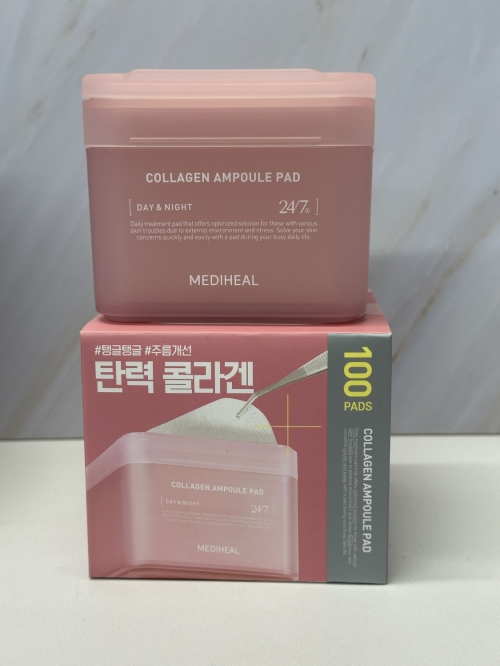 COLLAGEN AMPOULE PAD
[ DAY & NIGHT 24/7 ]
Daily treatment pad that offers optimized solution for these with various
skin troubles due to external environment and stress. Solve your skin
concerns quickly and easily with a pad during your busy daily life.
MEDIHEAL
#탱글탱글 #주름개선
탄력 콜라겐
100
PADS
COLLAGEN AMPOULE PAD
COLLAGEN AMPOULE PAD
[ DAY & NIGHT 24/7 ]
MEDIHEAL